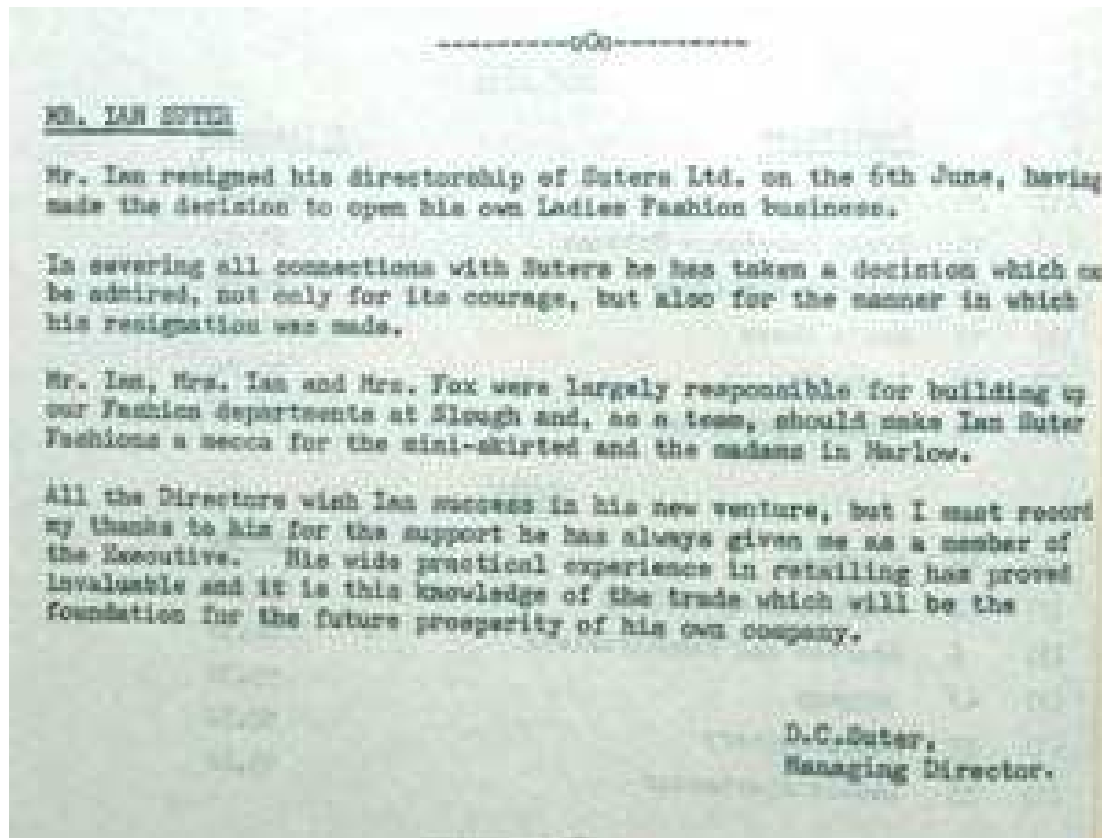 ----------oOo----------
MR. IAN SUTER
Mr. Ian resigned his directorship of Suters Ltd. on the 6th June, having
made the decision to open his own Ladies Fashion business.
In severing all connections with Suters he has taken a decision which
be admired, not only for its courage, but also for the manner in which
his resignation was made.
Mr. Ian, Mrs. Ian and Mrs. Fox were largely responsible for building up
our Fashion departments at Slough and, as a team, should make Ian Suter
Fashions a mecca for the mini-skirted and the madams in Marlow.
All the Directors wish Ian success in his new venture, but I must record
my thanks to him for the support he has always given me as a member of
the Executive. His wide practical experience in retailing has proved
invaluable and it is this knowledge of the trade which will be the
foundation for the future prosperity of his own company.
D.C.Suter,
Managing Director.